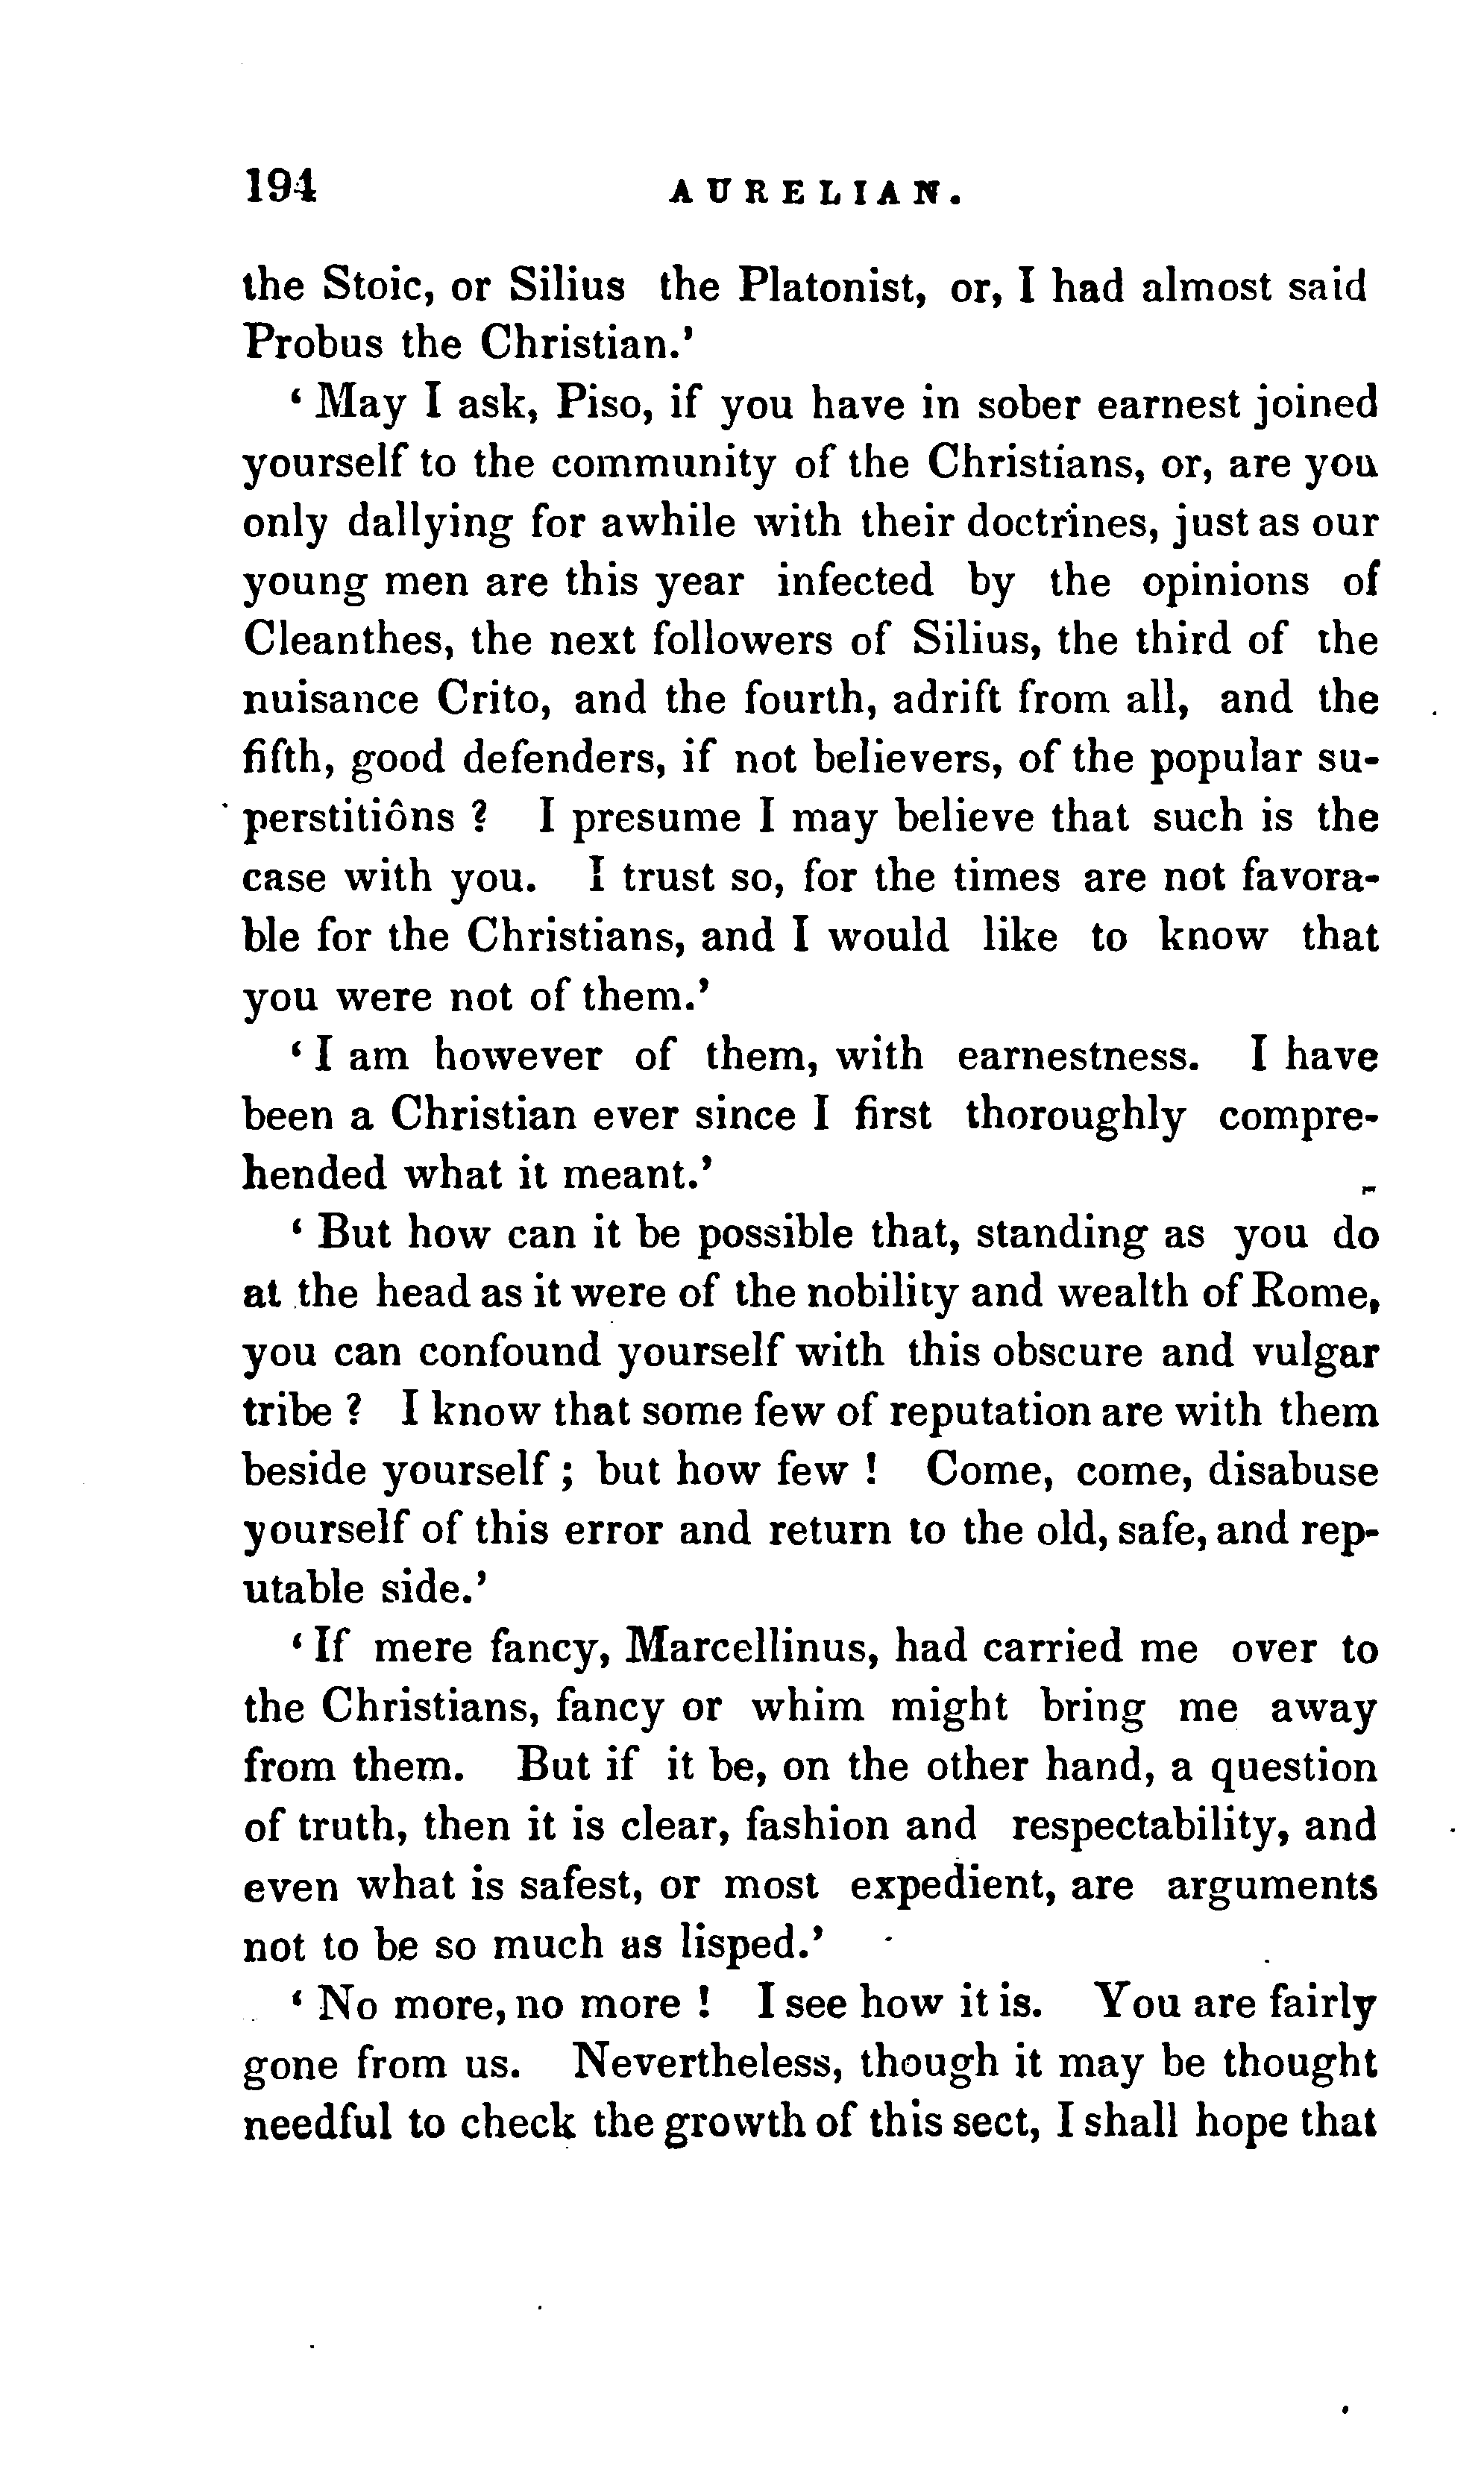 194 AURELIAN.
the Stoic, or Silius the Platonist, or, I had almost said
Probus the Christian.'
‘ May I ask, Piso, if you have in sober earnest joined
yourself to the community of the Christians, or, are you
only dallying for awhile with their doctrines, just as our
young men are this year infected by the opinions of
Cleanthes, the next followers of Silius, the third of the
nuisance Crito, and the fourth, adrift from all, and the
fifth, good defenders, if not believers, of the popular su-
perstitions ? I presume I may believe that such is the
case with you. I trust so, for the times are not favora-
ble for the Christians, and I would like to know that
you were not of them.’
‘ I am however of them, with earnestness. I have
been a Christian ever since I first thoroughly compre-
hended what it meant.’
‘ But how can it be possible that, standing as you do
at the head as it were of the nobility and wealth of Rome,
you can confound yourself with this obscure and vulgar
tribe ? I know that some few of reputation are with them
beside yourself ; but how few ! Come, come, disabuse
yourself of this error and return to the old, safe, and rep-
utable side.’
‘ If mere fancy, Marcellinus, had carried me over to
the Christians, fancy or whim might bring me away
from them. But if it be, on the other hand, a question
of truth, then it is clear, fashion and respectability, and
even what is safest, or most expedient, are arguments
not to be so much as lisped.’
‘ No more, no more ! I see how it is. You are fairly
gone from us. Nevertheless, though it may be thought
needful to check the growth of this sect, I shall hope that